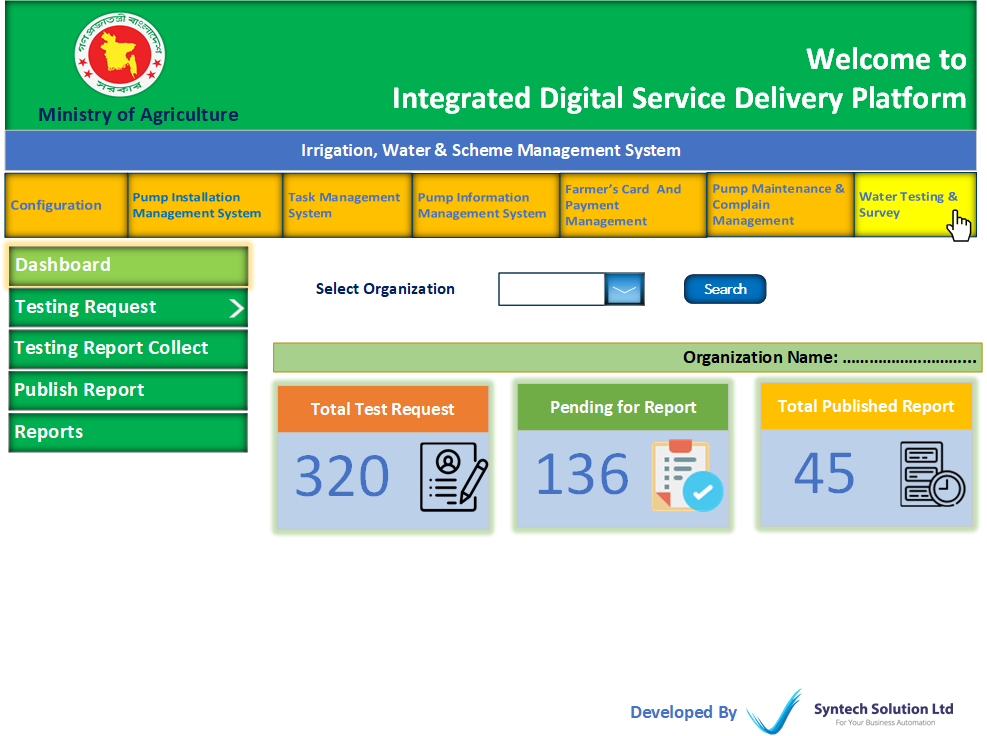 গণপ্রজাতন্ত্রী বাংলাদেশ
সরকার
Ministry of Agriculture
Welcome to
Integrated Digital Service Delivery Platform
Irrigation, Water & Scheme Management System
Configuration
Pump Installation
Management System
Task Management
System
Pump Information
Management System
Farmer's Card And
Payment
Management
Pump Maintenance &
Complain
Management
Water Testing &
Survey
Dashboard
Testing Request
Testing Report Collect
Publish Report
Reports
Select Organization
Search
Organization Name: ...........................
Total Test Request
320
Pending for Report
136
Total Published Report
45
Developed By
Syntech Solution Ltd
For Your Business Automation